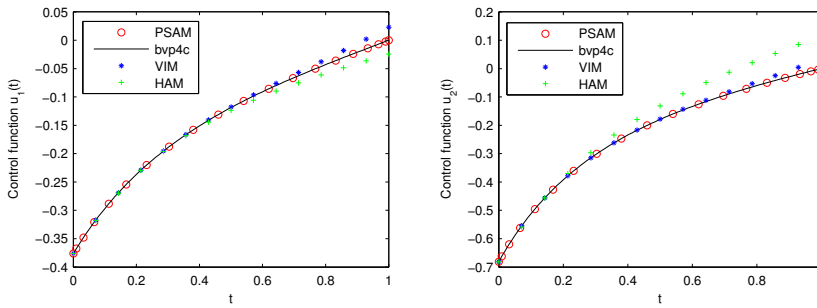 0.05
0
−0.05
−0.1
−0.15
−0.2
−0.25
−0.3
−0.35
−0.4
Control function u1(t)
PSAM
bvp4c
VIM
HAM
0 0.2 0.4 0.6 0.8 1
t
0.2
0.1
0
−0.1
−0.2
−0.3
−0.4
−0.5
−0.6
−0.7
Control function u2(t)
PSAM
bvp4c
VIM
HAM
0 0.2 0.4 0.6 0.8
t